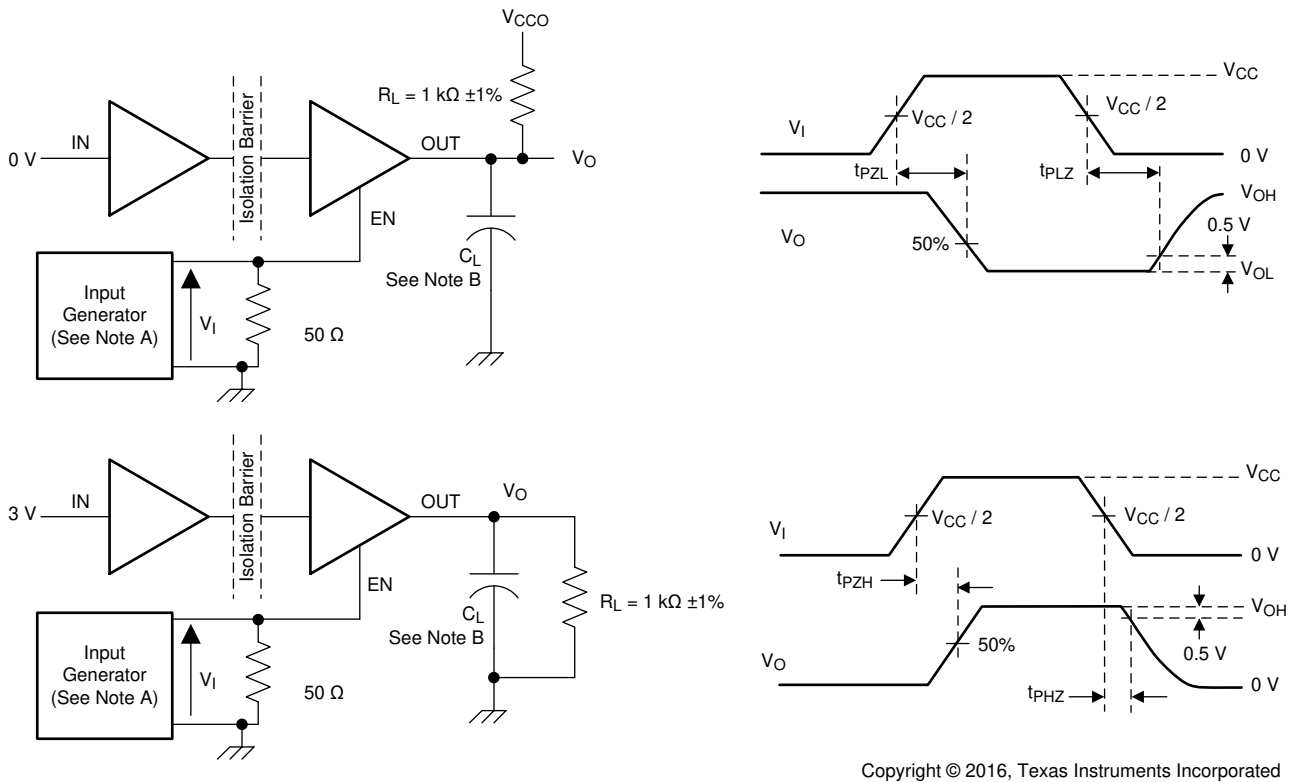 VCCO
RL = 1 kΩ ±1%
0 V
IN
Isolation Barrier
OUT
VO
EN
CL
See Note B
Input
Generator
(See Note A)
VI
50 Ω
VI
VCC / 2
VCC / 2
VCC
0 V
tPZL
tPLZ
VO
50%
VOH
0.5 V
VOL
3 V
IN
Isolation Barrier
OUT
VO
EN
CL
See Note B
RL = 1 kΩ ±1%
Input
Generator
(See Note A)
VI
50 Ω
VI
VCC / 2
VCC / 2
VCC
0 V
tPZH
VO
50%
VOH
0.5 V
tPHZ
0 V
Copyright © 2016, Texas Instruments Incorporated